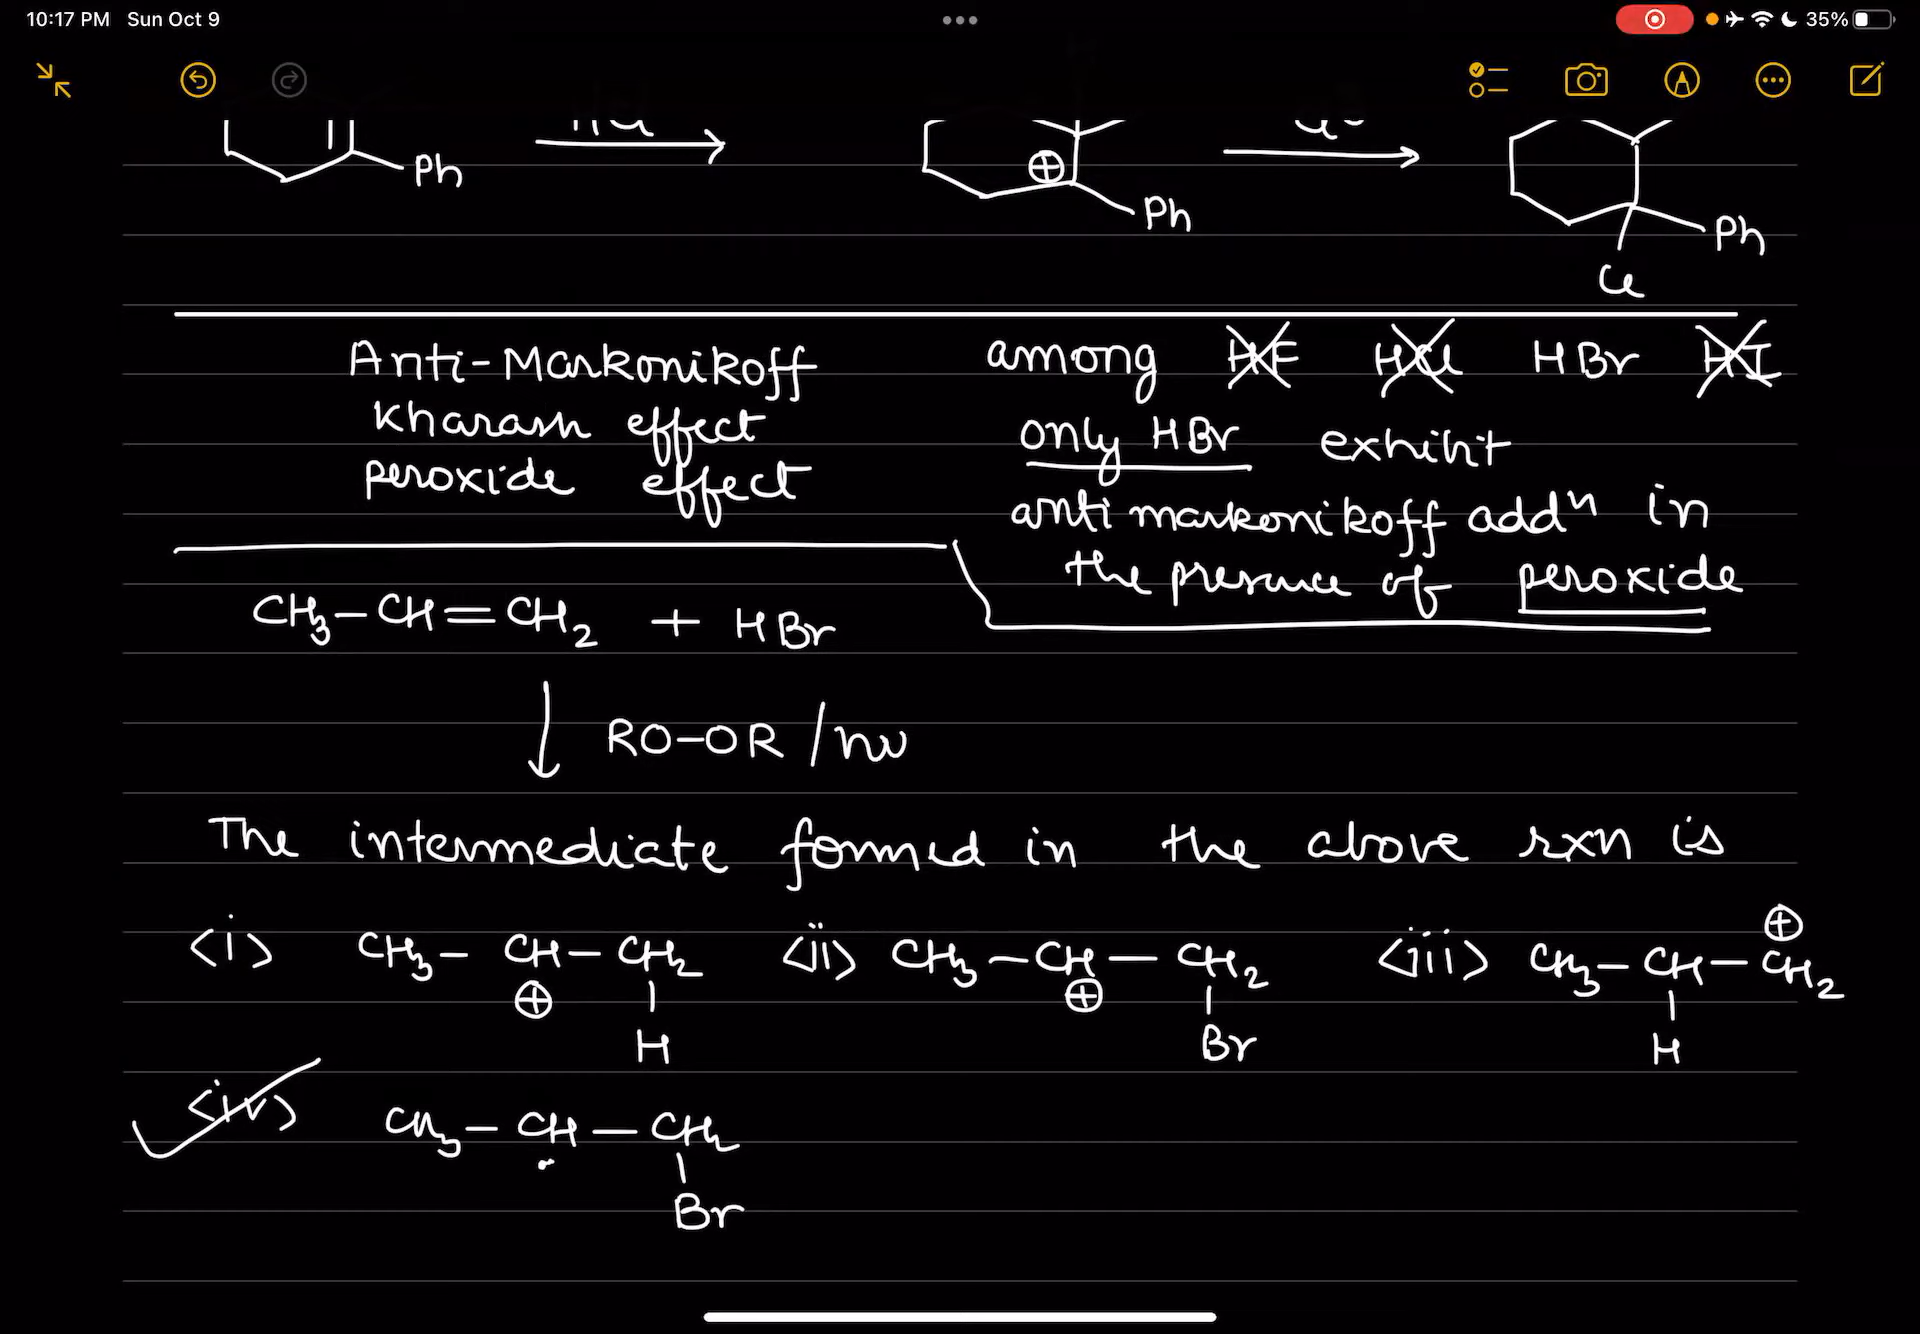 10:17 PM Sun Oct 9
35%
Ph
Ph
Ph
Cl
Anti-Markonikoff
Kharash effect
peroxide effect
among HF HCl HBr HI
only HBr exhibit
anti markonikoff addⁿ in
the presence of peroxide
CH₃-CH=CH₂ + HBr
RO-OR /hν
The intermediate formed in the above rxn is
<i> CH₃-CH-CH₂ <ii> CH₃-CH-CH₂ <iii> CH₃-CH-CH₂
⊕ H ⊕ Br H ⊕
<iv> CH₃-CH-CH₂
Br